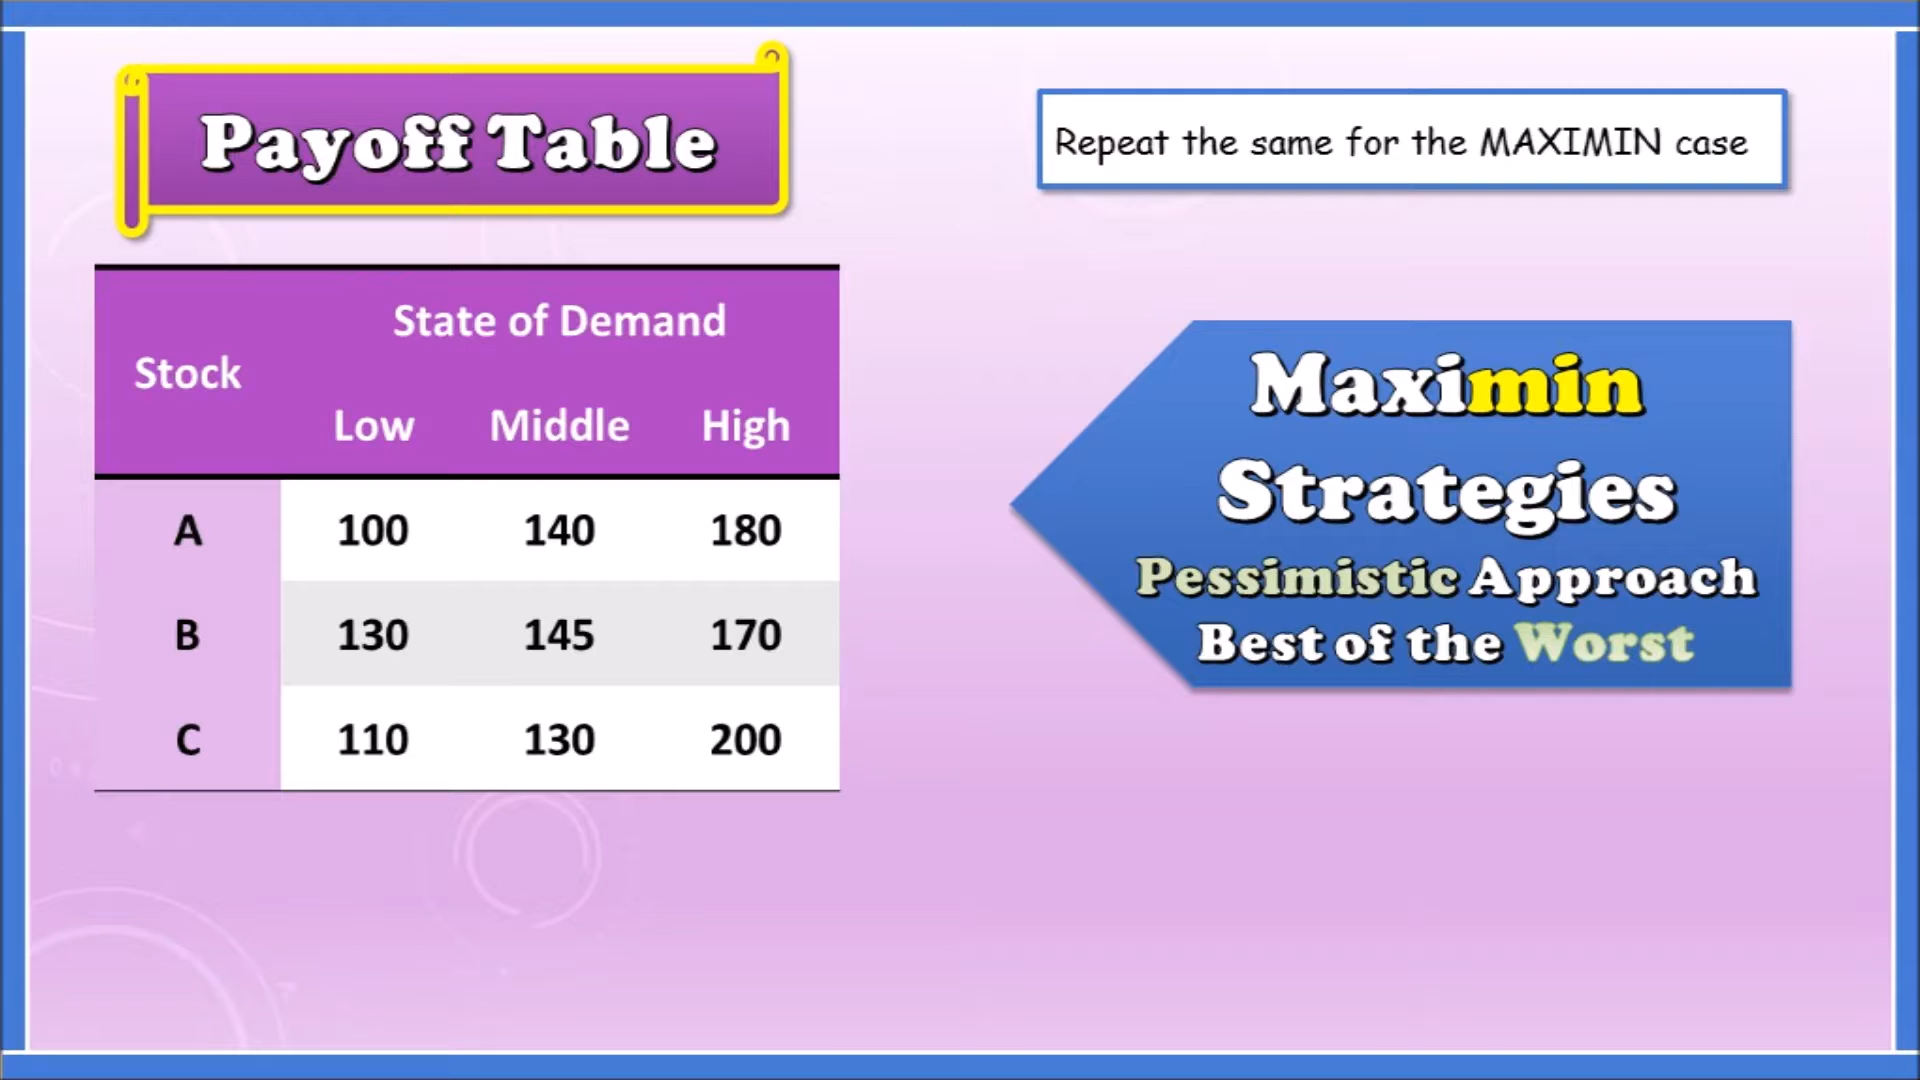 Payoff Table
Repeat the same for the MAXIMIN case
Stock
State of Demand
Low Middle High
A 100 140 180
B 130 145 170
C 110 130 200
Maximin
Strategies
Pessimistic Approach
Best of the Worst